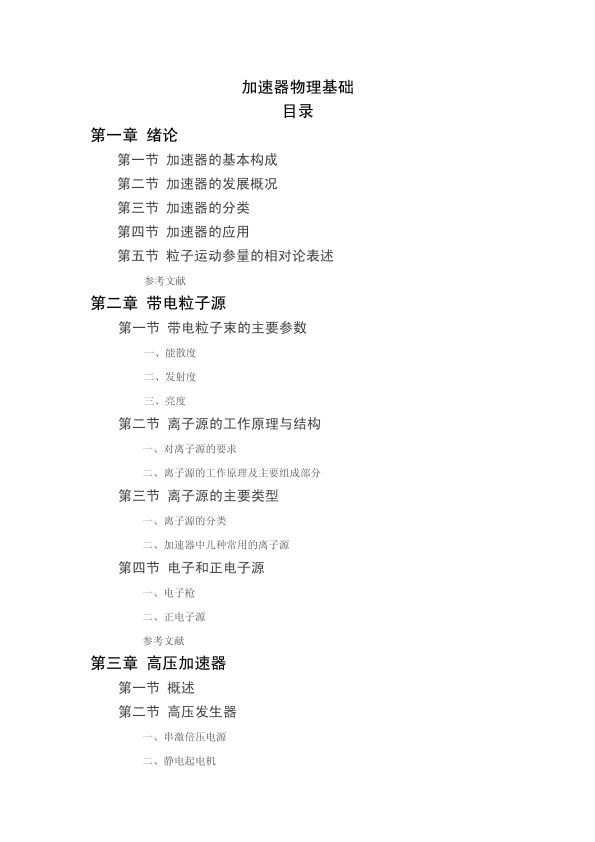 加速器物理基础
目录
第一章 绪论
第一节 加速器的基本构成
第二节 加速器的发展概况
第三节 加速器的分类
第四节 加速器的应用
第五节 粒子运动参量的相对论表述
参考文献
第二章 带电粒子源
第一节 带电粒子束的主要参数
一、能散度
二、发射度
三、亮度
第二节 离子源的工作原理与结构
一、对离子源的要求
二、离子源的工作原理及主要组成部分
第三节 离子源的主要类型
一、离子源的分类
二、加速器中几种常用的离子源
第四节 电子和正电子源
一、电子枪
二、正电子源
参考文献
第三章 高压加速器
第一节 概述
第二节 高压发生器
一、串激倍压电源
二、静电起电机